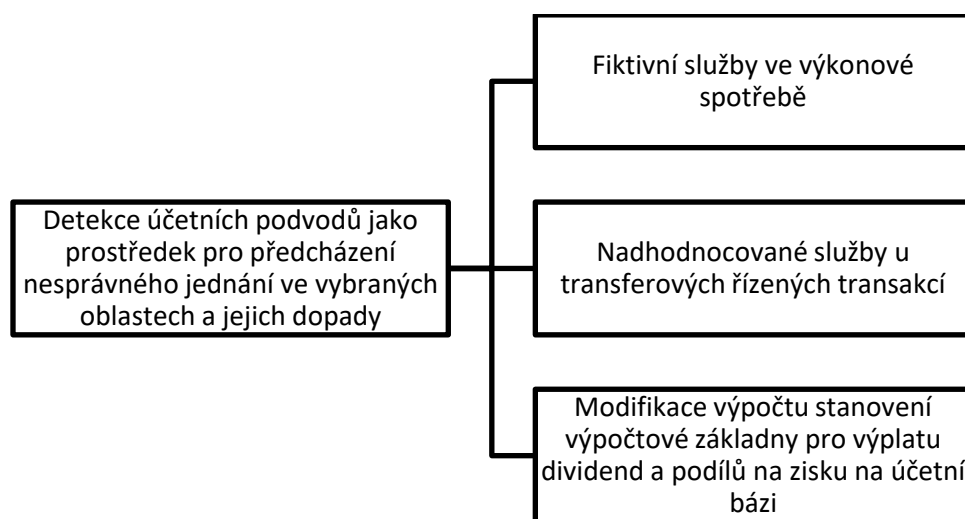 Fiktivní služby ve výkonové
spotřebě
Detekce účetních podvodů jako
prostředek pro předcházení
nesprávného jednání ve vybraných
oblastech a jejich dopady
Nadhodnocované služby u
transferových řízených transakcí
Modifikace výpočtu stanovení
výpočtové základny pro výplatu
dividend a podílů na zisku na účetní
bázi